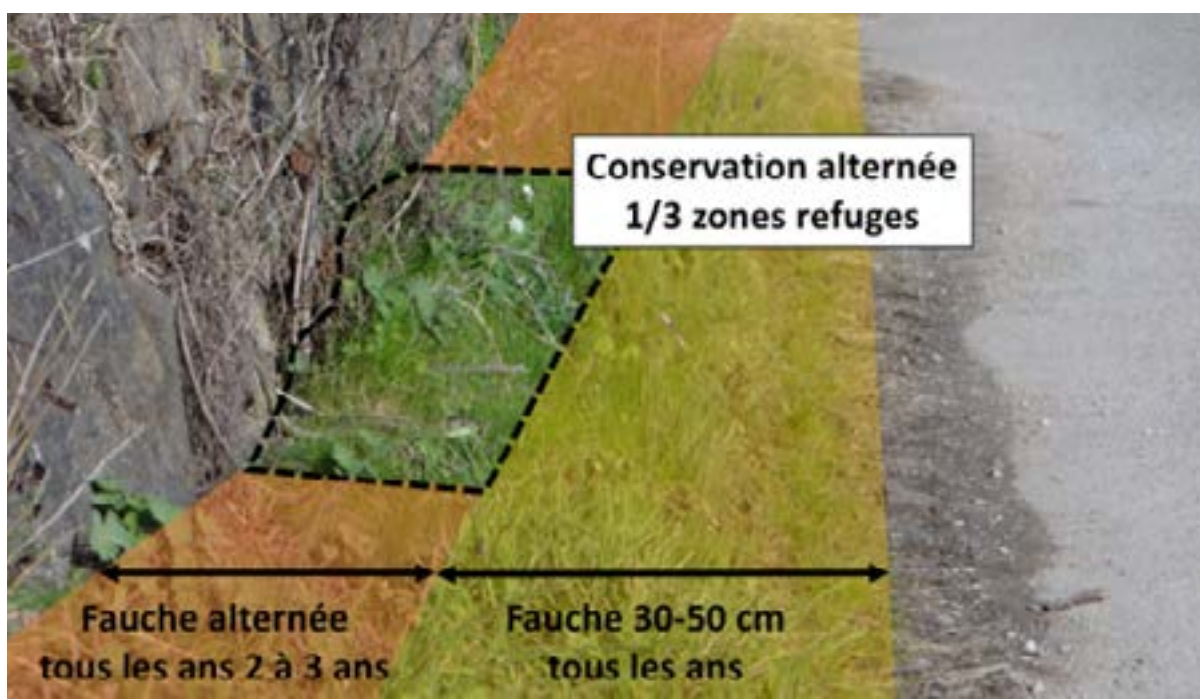 Conservation alternée
1/3 zones refuges
Fauche alternée
tous les ans 2 à 3 ans
Fauche 30-50 cm
tous les ans